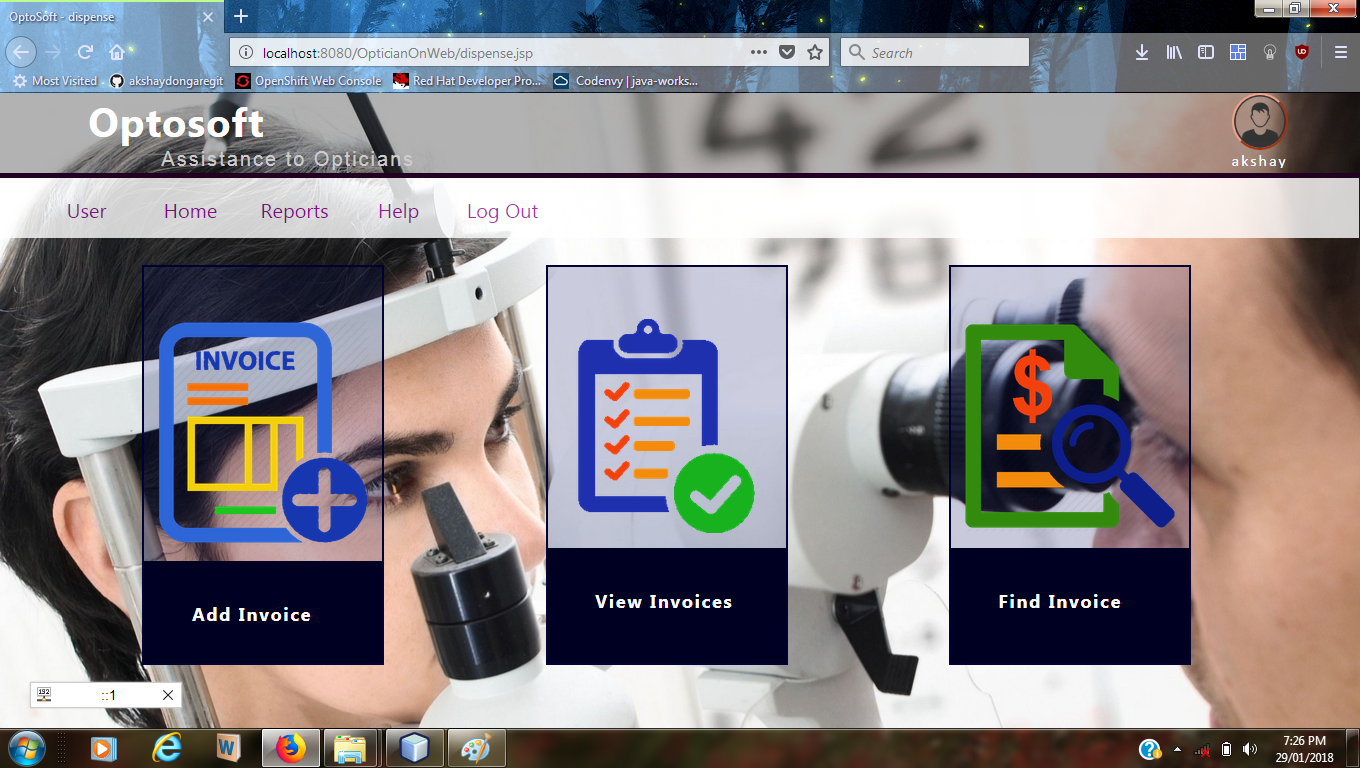 OptoSoft - dispense
localhost:8080/OpticianOnWeb/dispense.jsp
Search
Most Visited
akshaydongaregit
OpenShift Web Console
Red Hat Developer Pro...
Codenvy | java-works...
Optosoft
Assistance to Opticians
akshay
42
78
User Home Reports Help Log Out
INVOICE
$
Add Invoice
View Invoices
Find Invoice
::1
7:26 PM
29/01/2018